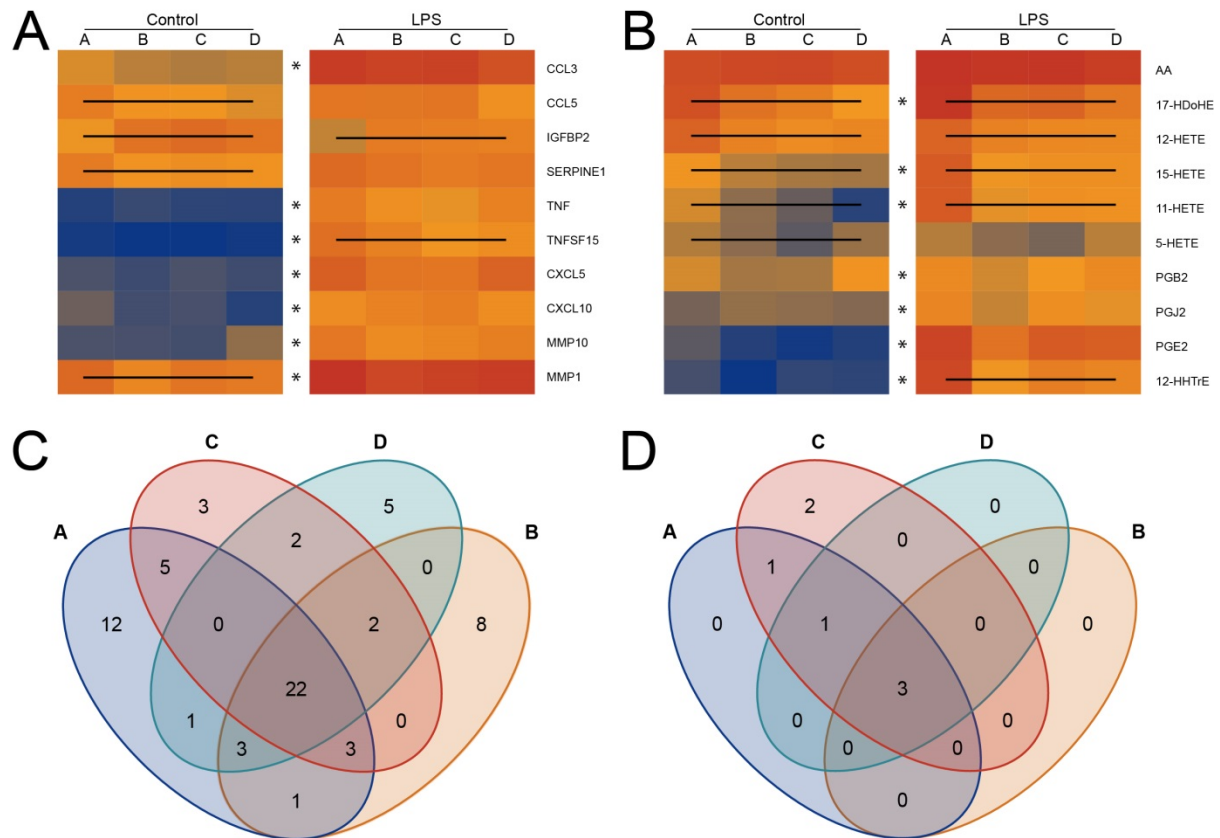 A
Control
LPS
A B C D
A B C D
* CCL3
CCL5
IGFBP2
SERPINE1
* TNF
* TNFSF15
* CXCL5
* CXCL10
* MMP10
* MMP1
B
Control
LPS
A B C D
A B C D
AA
* 17-HDoHE
12-HETE
* 15-HETE
* 11-HETE
5-HETE
* PGB2
* PGJ2
* PGE2
* 12-HHTrE
C
C D
A B
3 5
2
5 0
12 0 2 8
22
1 0
3 3
1
D
C D
A B
2 0
0
1 0
0 1 0 0
3
0 0
0 0
0